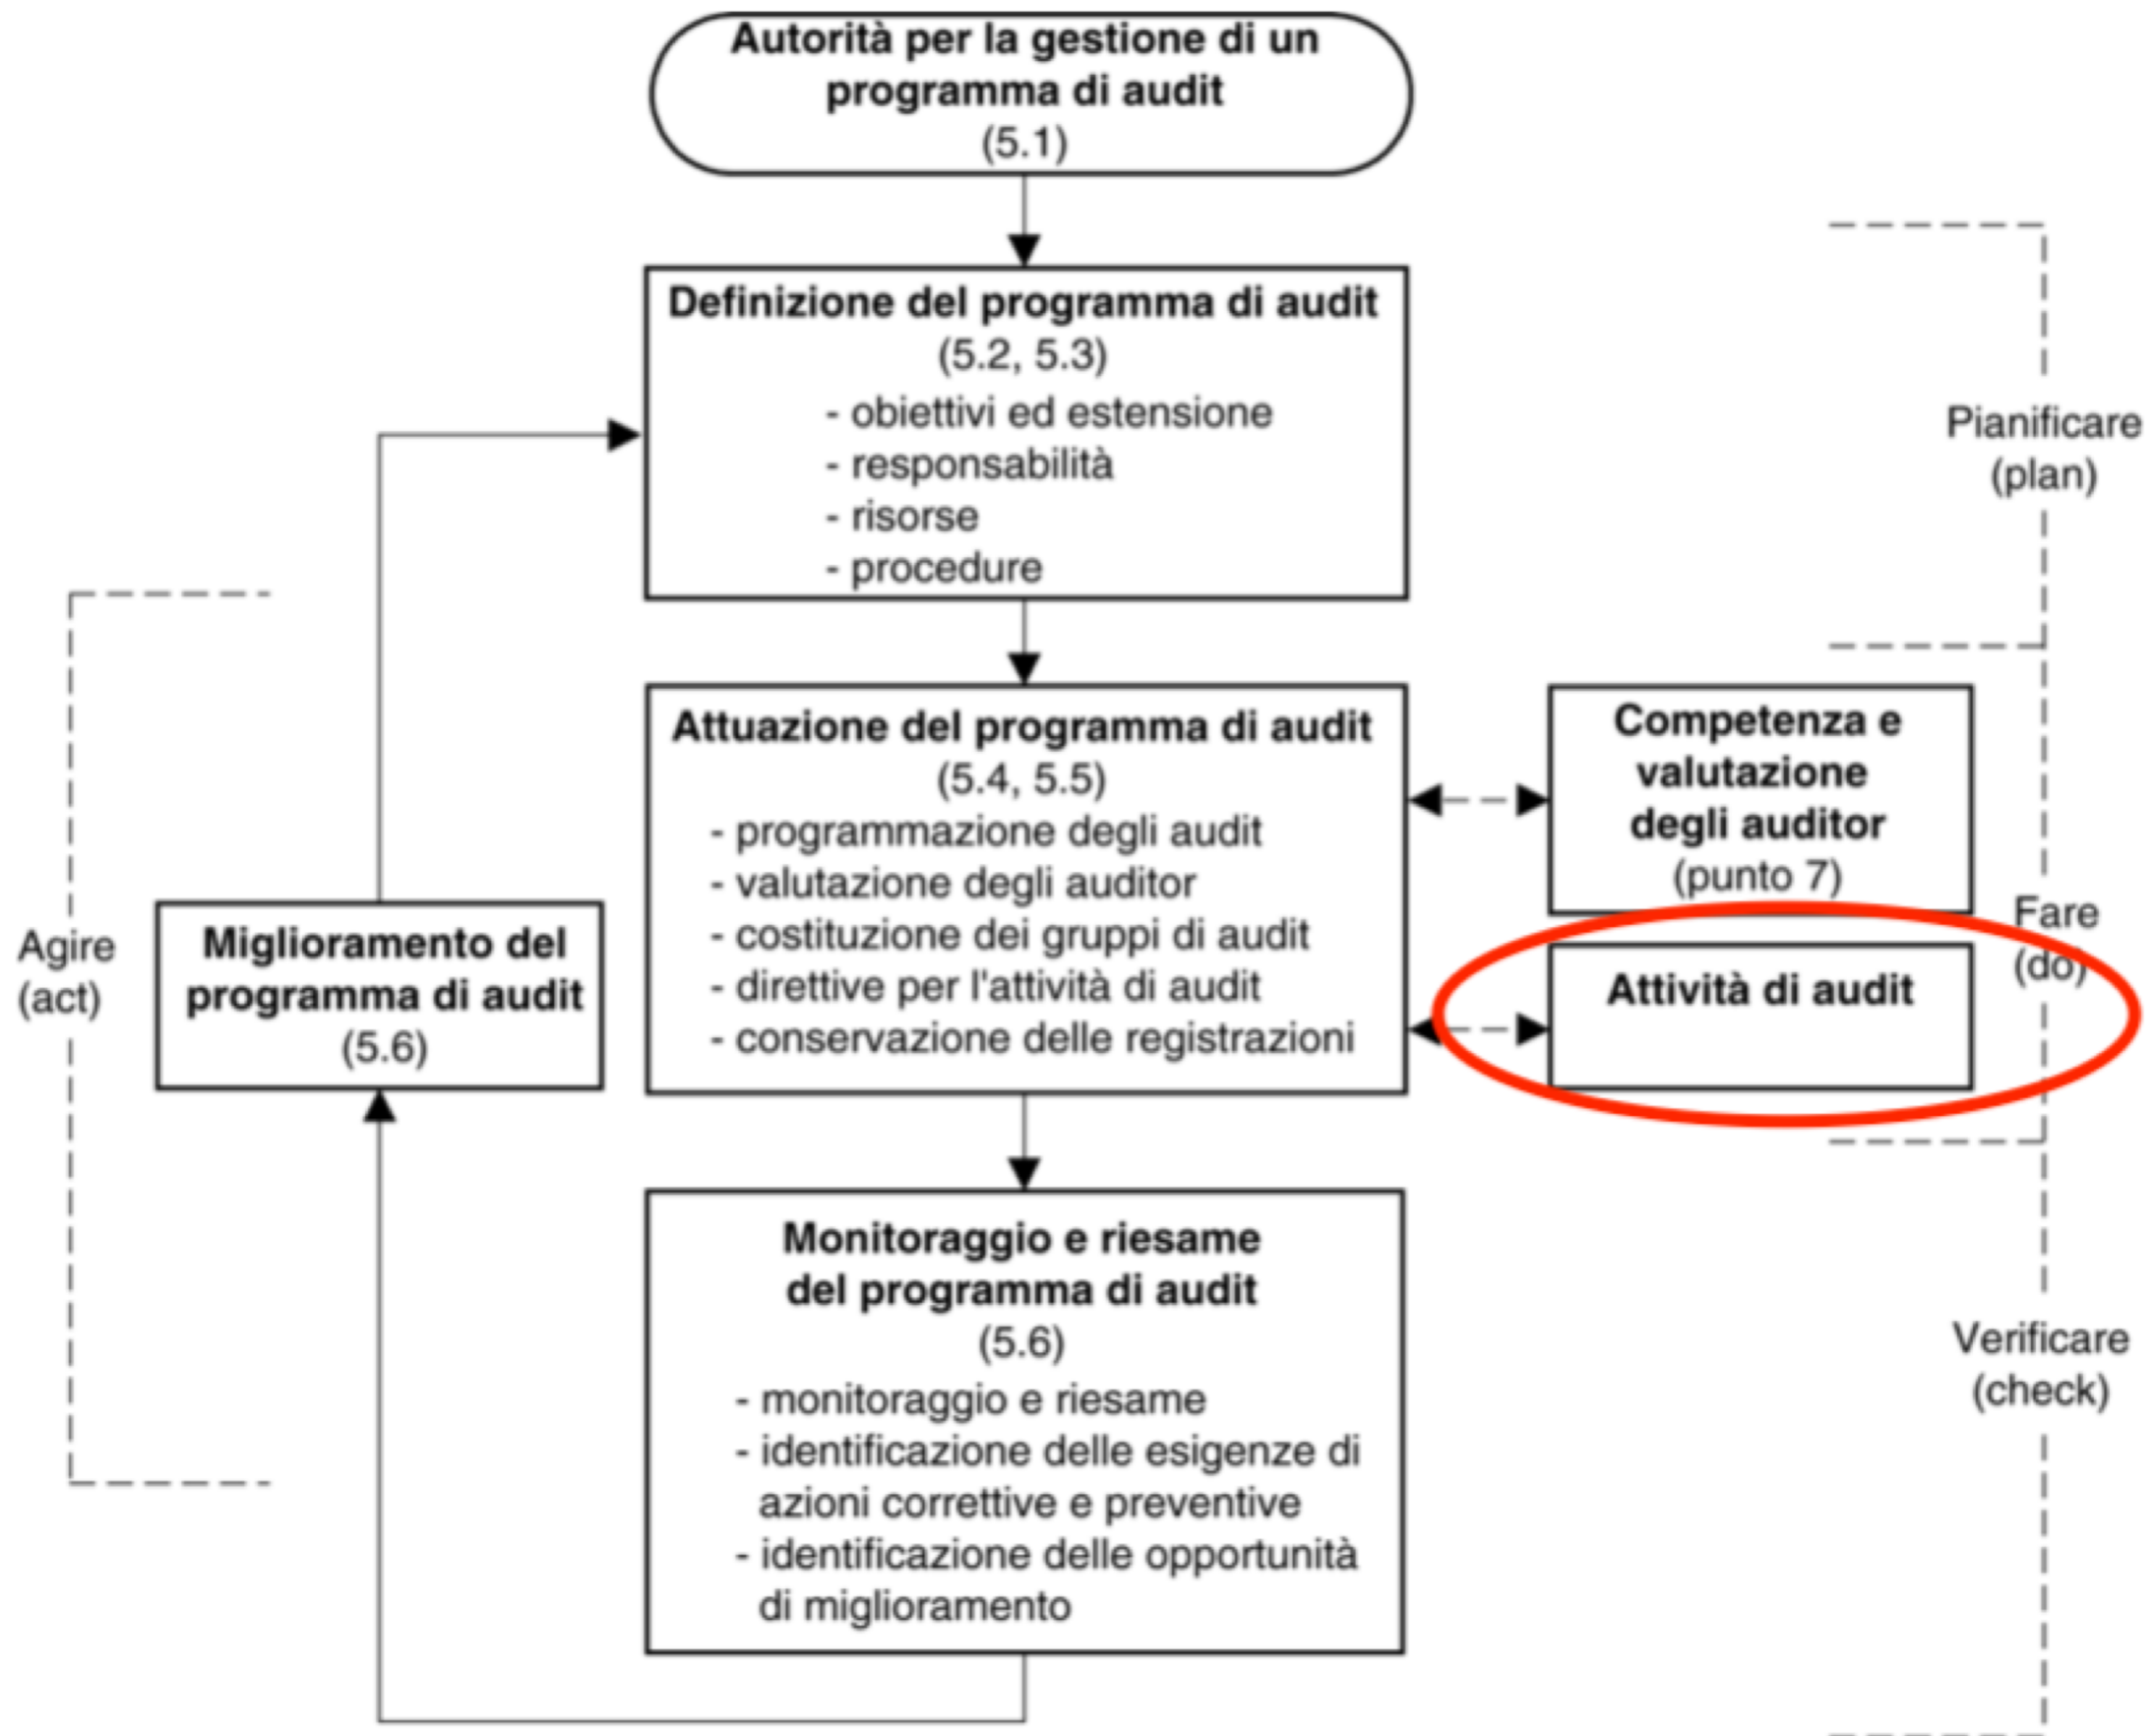 Autorità per la gestione di un
programma di audit
(5.1)
Definizione del programma di audit
(5.2, 5.3)
- obiettivi ed estensione
- responsabilità
- risorse
- procedure
Pianificare
(plan)
Attuazione del programma di audit
(5.4, 5.5)
- programmazione degli audit
- valutazione degli auditor
- costituzione dei gruppi di audit
- direttive per l'attività di audit
- conservazione delle registrazioni
Competenza e
valutazione
degli auditor
(punto 7)
Fare
(do)
Attività di audit
Agire
(act)
Miglioramento del
programma di audit
(5.6)
Monitoraggio e riesame
del programma di audit
(5.6)
- monitoraggio e riesame
- identificazione delle esigenze di
azioni correttive e preventive
- identificazione delle opportunità
di miglioramento
Verificare
(check)